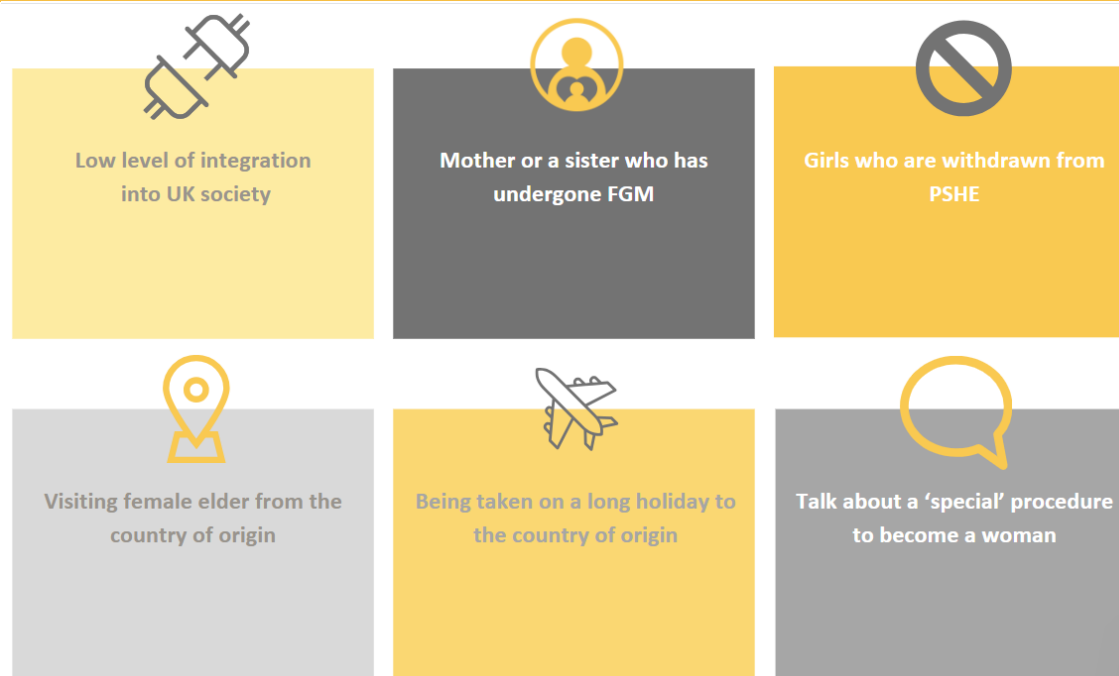 Low level of integration
into UK society
Mother or a sister who has
undergone FGM
Girls who are withdrawn from
PSHE
Visiting female elder from the
country of origin
Being taken on a long holiday to
the country of origin
Talk about a ‘special’ procedure
to become a woman